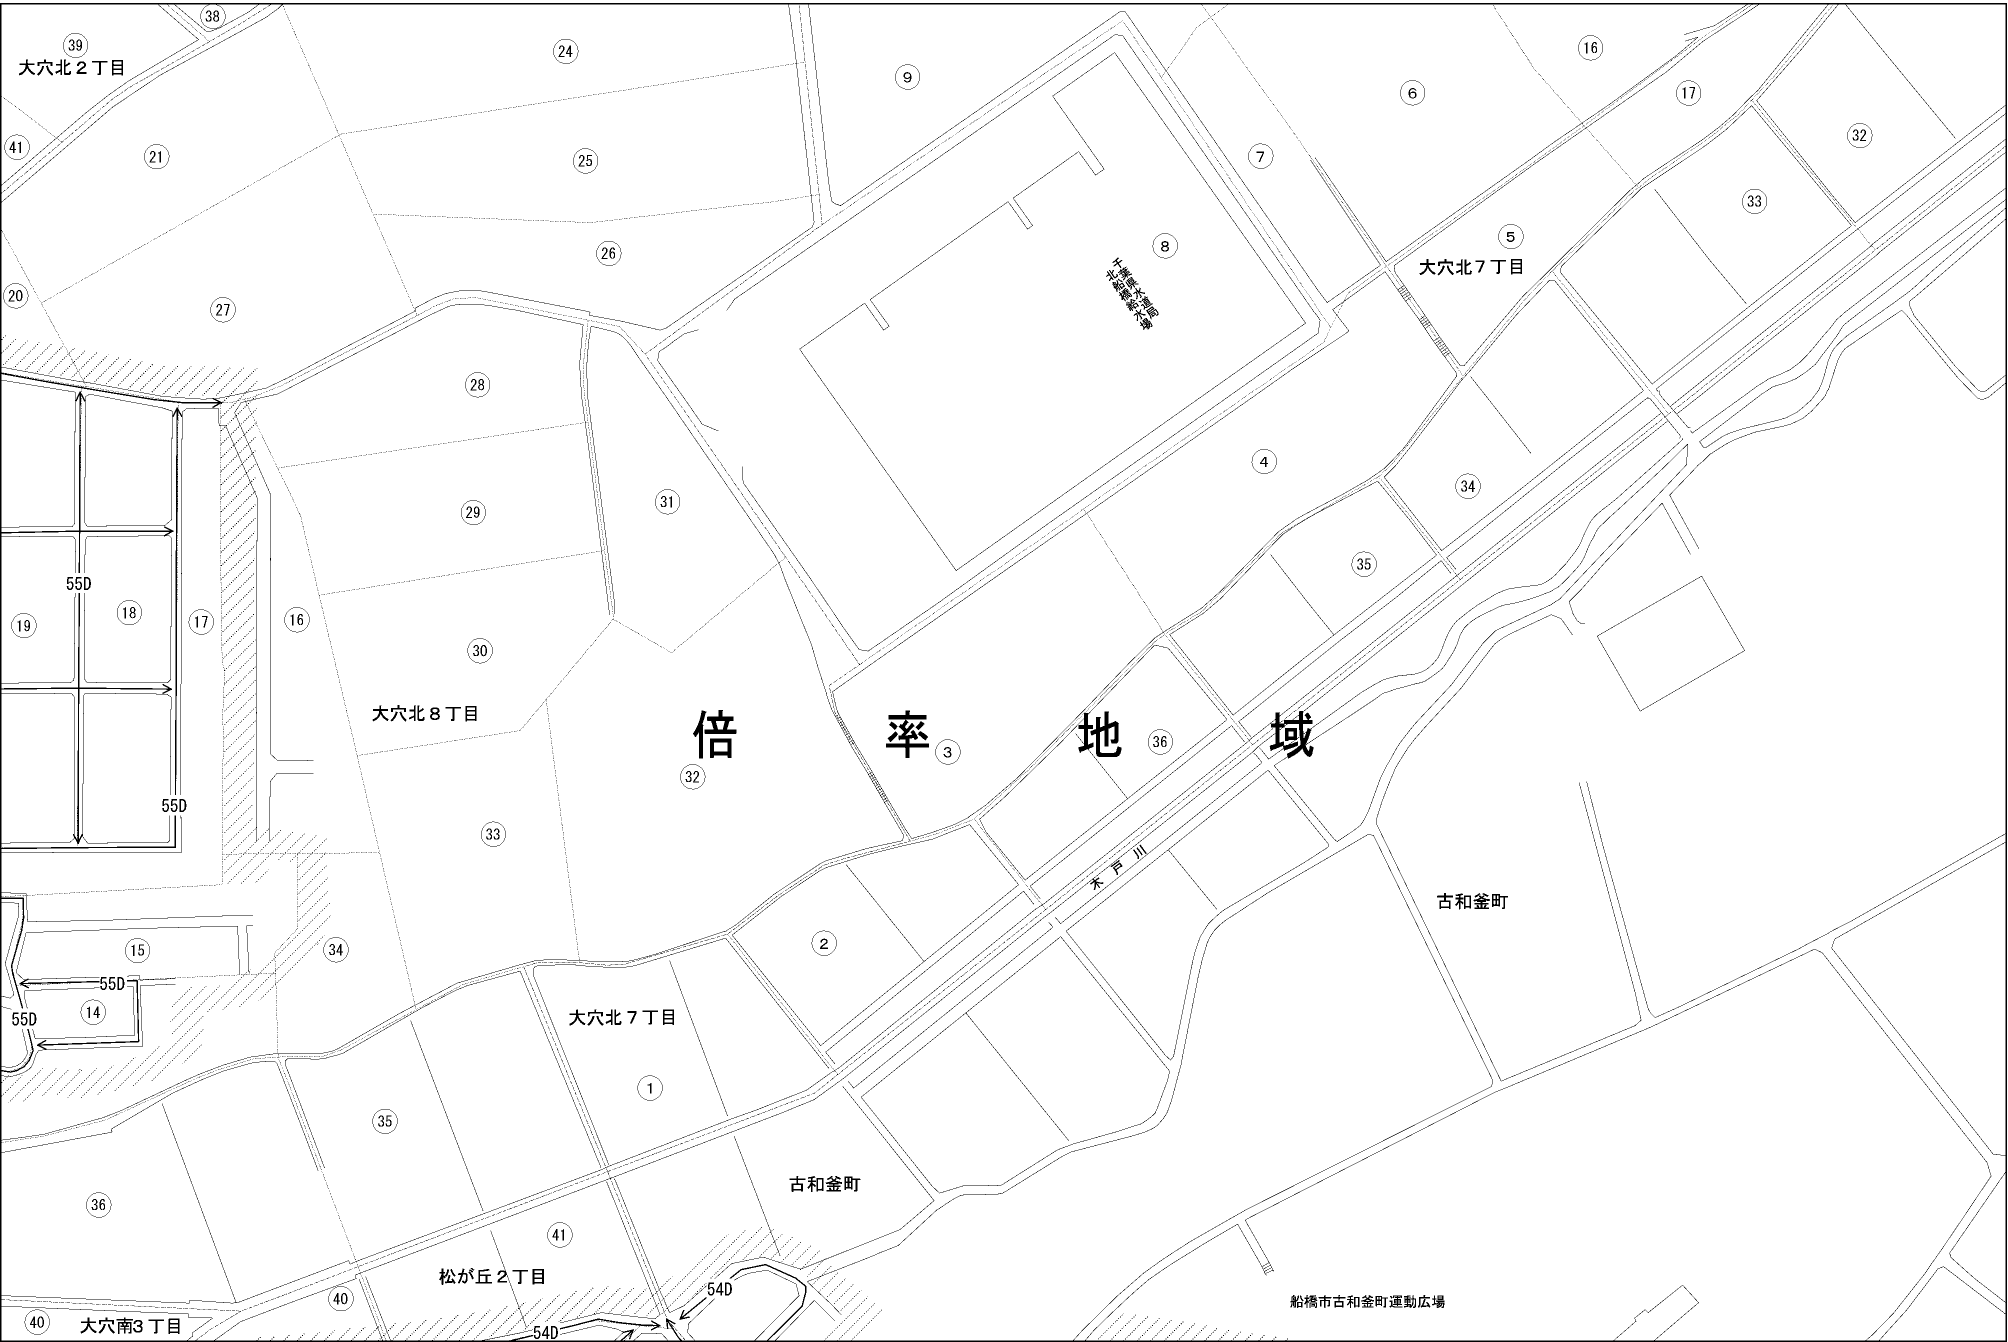 38
39
大穴北２丁目
24
9
16
6
17
41
21
25
7
32
33
26
8
5
大穴北７丁目
千葉県水道局
北船橋給水場
20
27
28
4
31
34
29
35
55D
19
18
17
16
30
大穴北８丁目
倍率地域
3
36
32
55D
33
木戸川
古和釜町
15
34
2
55D
14
55D
大穴北７丁目
1
35
古和釜町
36
41
松が丘２丁目
54D
40
40
大穴南3丁目
54D
船橋市古和釜町運動広場